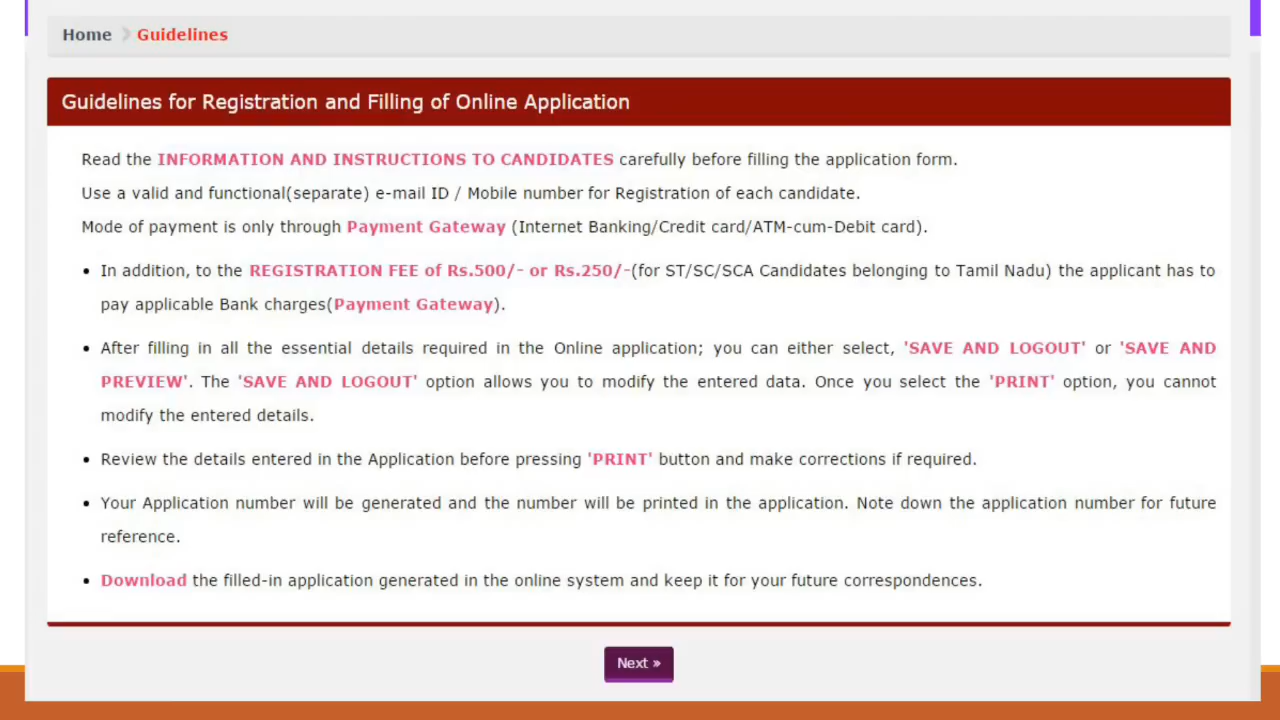 Home > Guidelines
Guidelines for Registration and Filling of Online Application
Read the INFORMATION AND INSTRUCTIONS TO CANDIDATES carefully before filling the application form.
Use a valid and functional(separate) e-mail ID / Mobile number for Registration of each candidate.
Mode of payment is only through Payment Gateway (Internet Banking/Credit card/ATM-cum-Debit card).
• In addition, to the REGISTRATION FEE of Rs.500/- or Rs.250/-(for ST/SC/SCA Candidates belonging to Tamil Nadu) the applicant has to
pay applicable Bank charges(Payment Gateway).
• After filling in all the essential details required in the Online application; you can either select, 'SAVE AND LOGOUT' or 'SAVE AND
PREVIEW'. The 'SAVE AND LOGOUT' option allows you to modify the entered data. Once you select the 'PRINT' option, you cannot
modify the entered details.
• Review the details entered in the Application before pressing 'PRINT' button and make corrections if required.
• Your Application number will be generated and the number will be printed in the application. Note down the application number for future
reference.
• Download the filled-in application generated in the online system and keep it for your future correspondences.
Next »